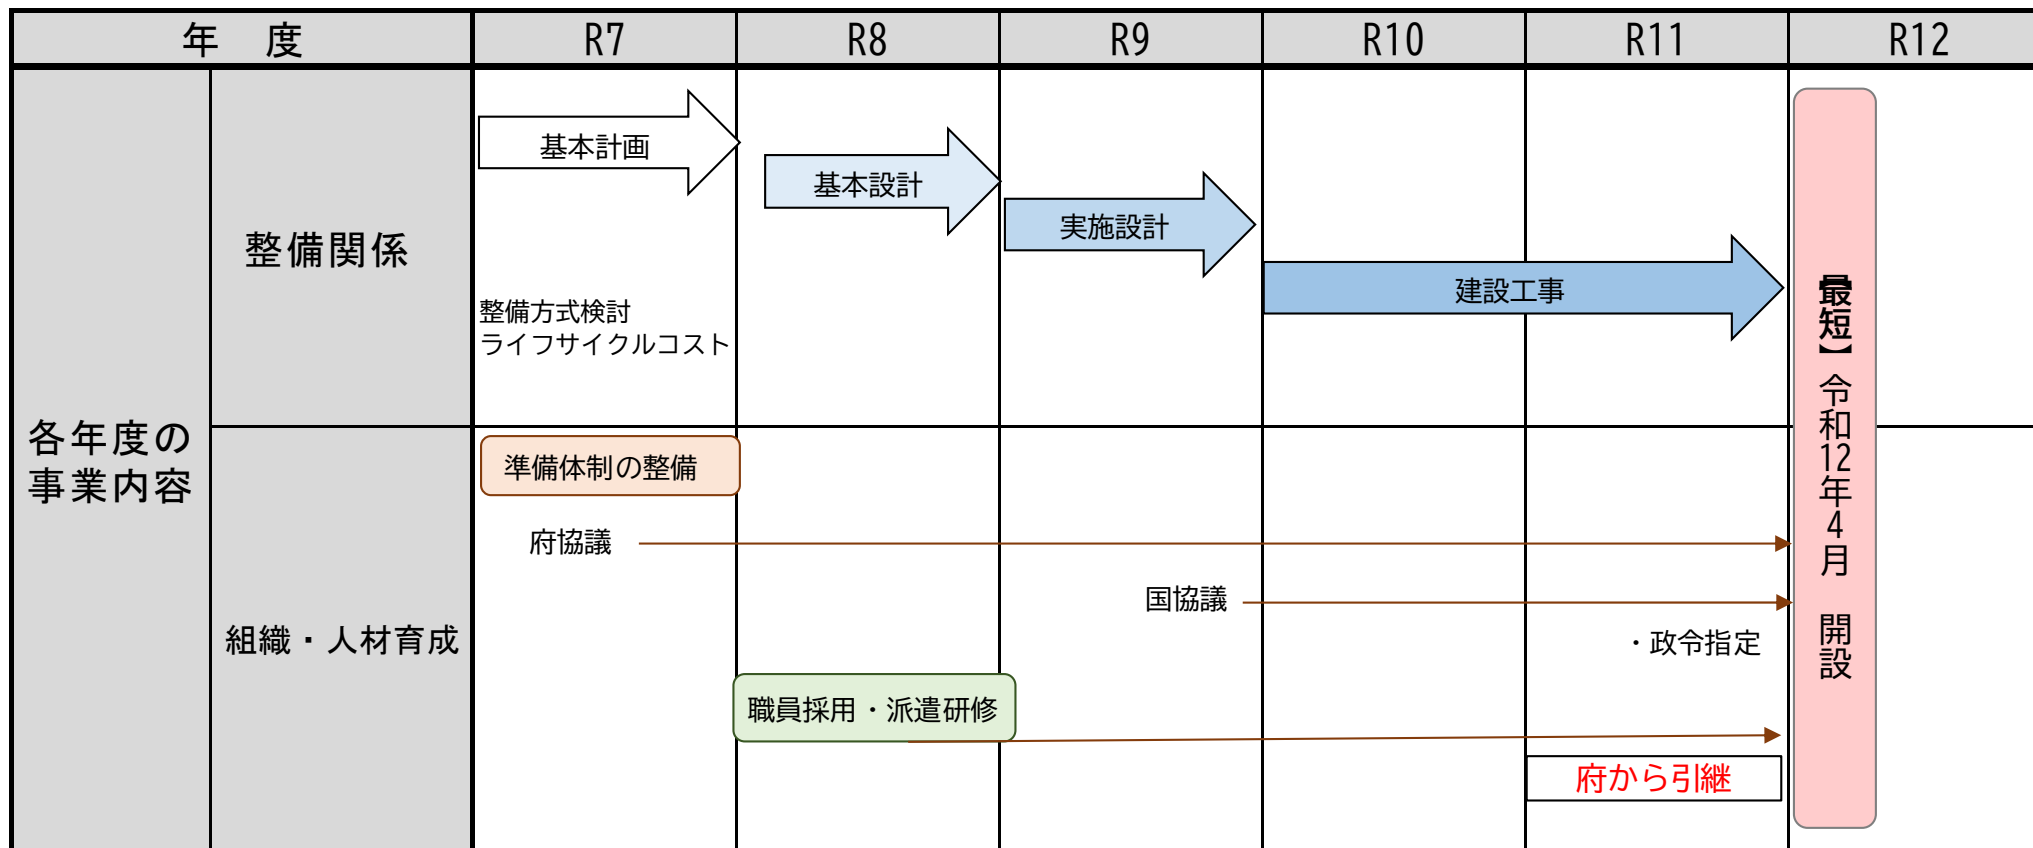 年　度
R7
R8
R9
R10
R11
R12
各年度の
事業内容
整備関係
基本計画
基本設計
実施設計
建設工事
整備方式検討
ライフサイクルコスト
組織・人材育成
準備体制の整備
府協議
国協議
・政令指定
職員採用・派遣研修
府から引継
【最短】令和12年4月　開設